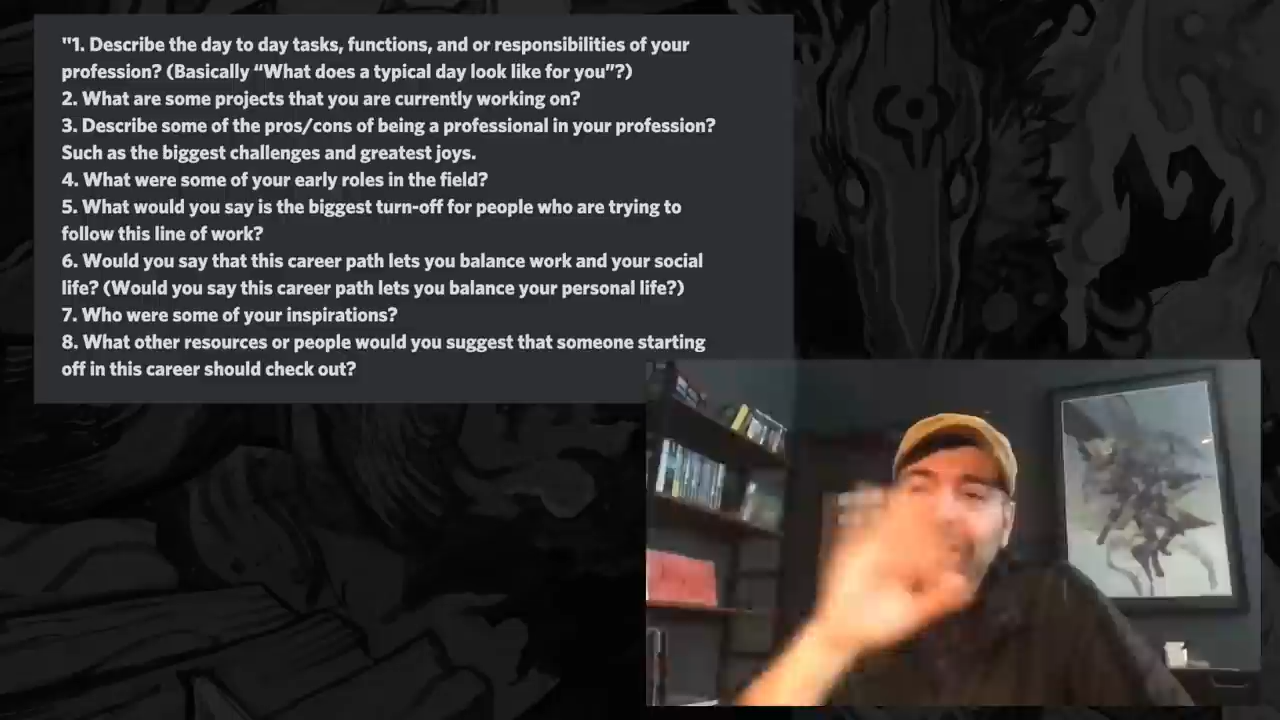 "1. Describe the day to day tasks, functions, and or responsibilities of your
profession? (Basically “What does a typical day look like for you”?)
2. What are some projects that you are currently working on?
3. Describe some of the pros/cons of being a professional in your profession?
Such as the biggest challenges and greatest joys.
4. What were some of your early roles in the field?
5. What would you say is the biggest turn-off for people who are trying to
follow this line of work?
6. Would you say that this career path lets you balance work and your social
life? (Would you say this career path lets you balance your personal life?)
7. Who were some of your inspirations?
8. What other resources or people would you suggest that someone starting
off in this career should check out?